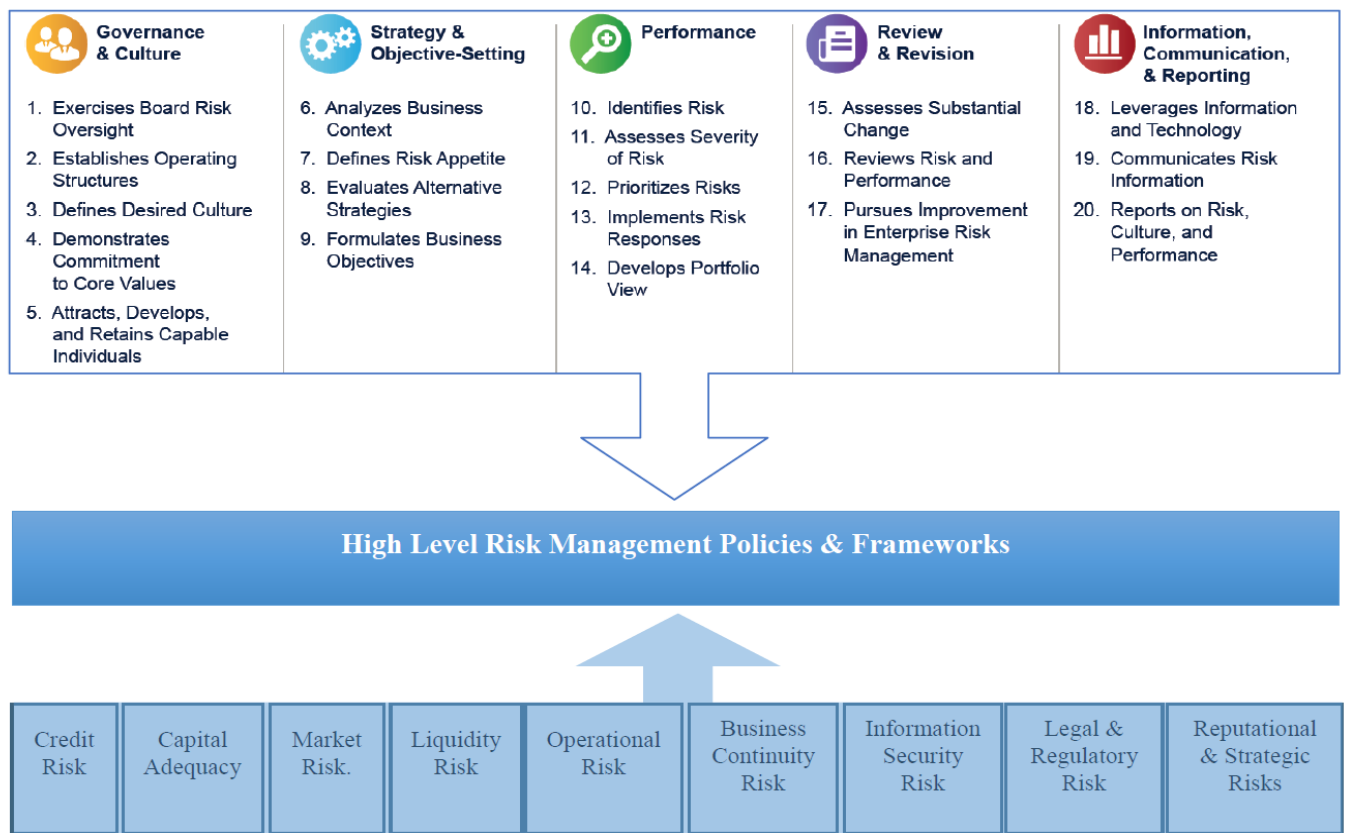 Governance
& Culture
1. Exercises Board Risk
Oversight
2. Establishes Operating
Structures
3. Defines Desired Culture
4. Demonstrates
Commitment
to Core Values
5. Attracts, Develops,
and Retains Capable
Individuals
Strategy &
Objective-Setting
6. Analyzes Business
Context
7. Defines Risk Appetite
8. Evaluates Alternative
Strategies
9. Formulates Business
Objectives
Performance
10. Identifies Risk
11. Assesses Severity
of Risk
12. Prioritizes Risks
13. Implements Risk
Responses
14. Develops Portfolio
View
Review
& Revision
15. Assesses Substantial
Change
16. Reviews Risk and
Performance
17. Pursues Improvement
in Enterprise Risk
Management
Information,
Communication,
& Reporting
18. Leverages Information
and Technology
19. Communicates Risk
Information
20. Reports on Risk,
Culture, and
Performance
High Level Risk Management Policies & Frameworks
Credit
Risk
Capital
Adequacy
Market
Risk.
Liquidity
Risk
Operational
Risk
Business
Continuity
Risk
Information
Security
Risk
Legal &
Regulatory
Risk
Reputational
& Strategic
Risks